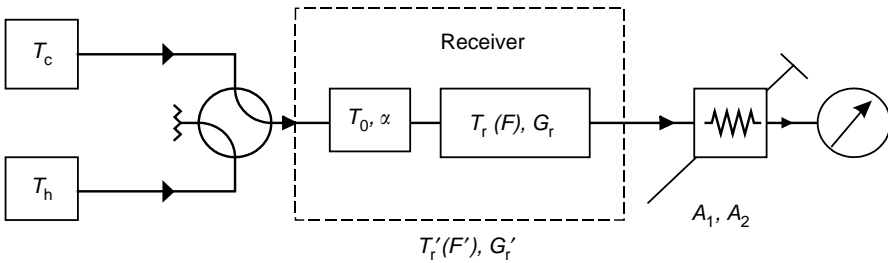 T_c
Receiver
T_0, α
T_r (F), G_r
T_h
A_1, A_2
T_r′(F′), G_r′